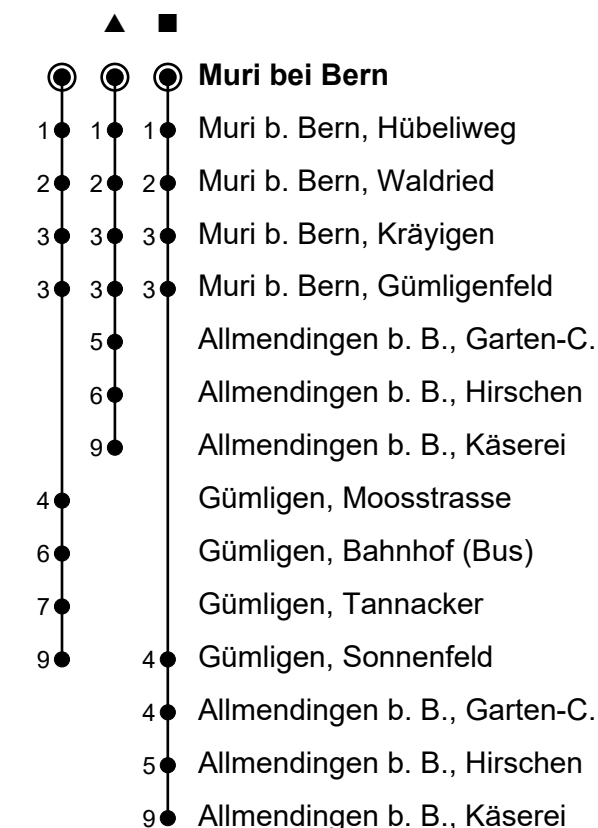 ▲ ■
Muri bei Bern
1 1 1 Muri b. Bern, Hübeliweg
2 2 2 Muri b. Bern, Waldried
3 3 3 Muri b. Bern, Kräyigen
3 3 3 Muri b. Bern, Gümligenfeld
5 Allmendingen b. B., Garten-C.
6 Allmendingen b. B., Hirschen
9 Allmendingen b. B., Käserei
4 Gümligen, Moosstrasse
6 Gümligen, Bahnhof (Bus)
7 Gümligen, Tannacker
9 4 Gümligen, Sonnenfeld
4 Allmendingen b. B., Garten-C.
5 Allmendingen b. B., Hirschen
9 Allmendingen b. B., Käserei